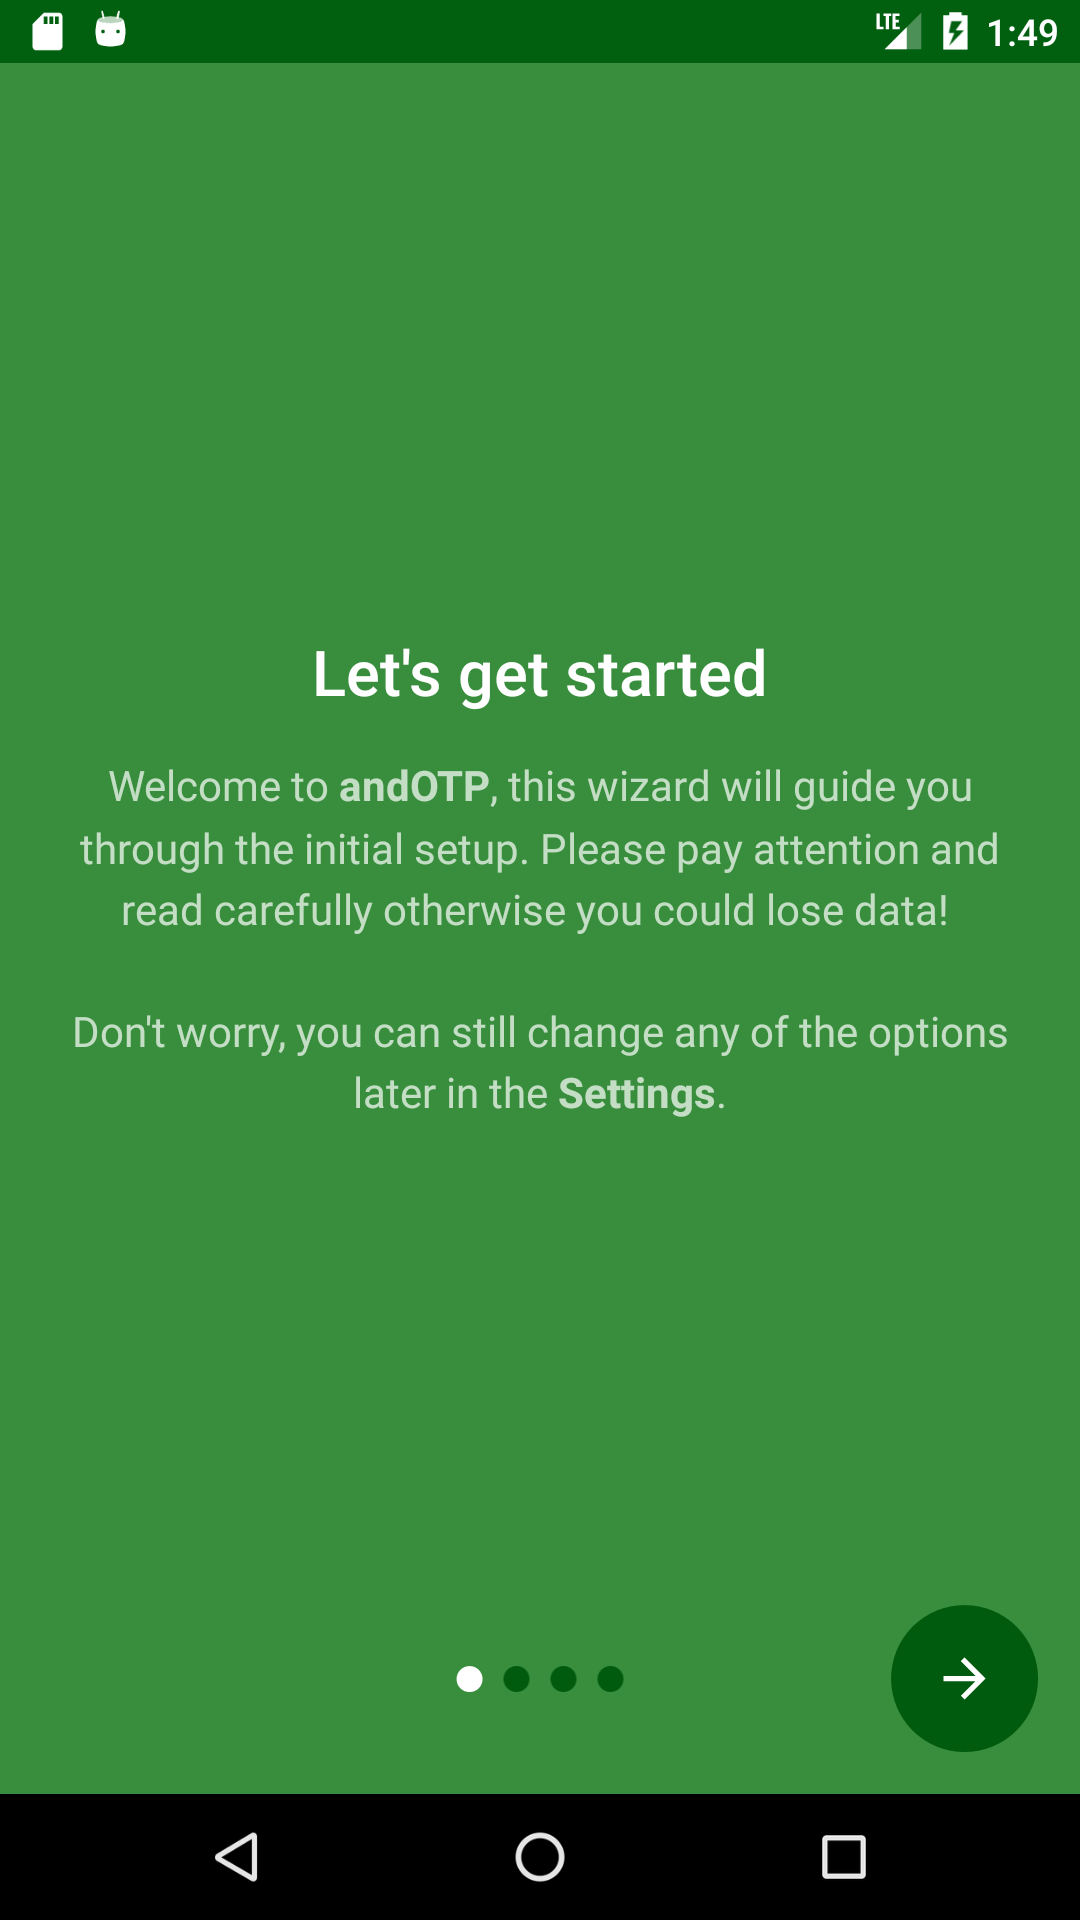 LTE 1:49
Let's get started
Welcome to andOTP, this wizard will guide you
through the initial setup. Please pay attention and
read carefully otherwise you could lose data!
Don't worry, you can still change any of the options
later in the Settings.